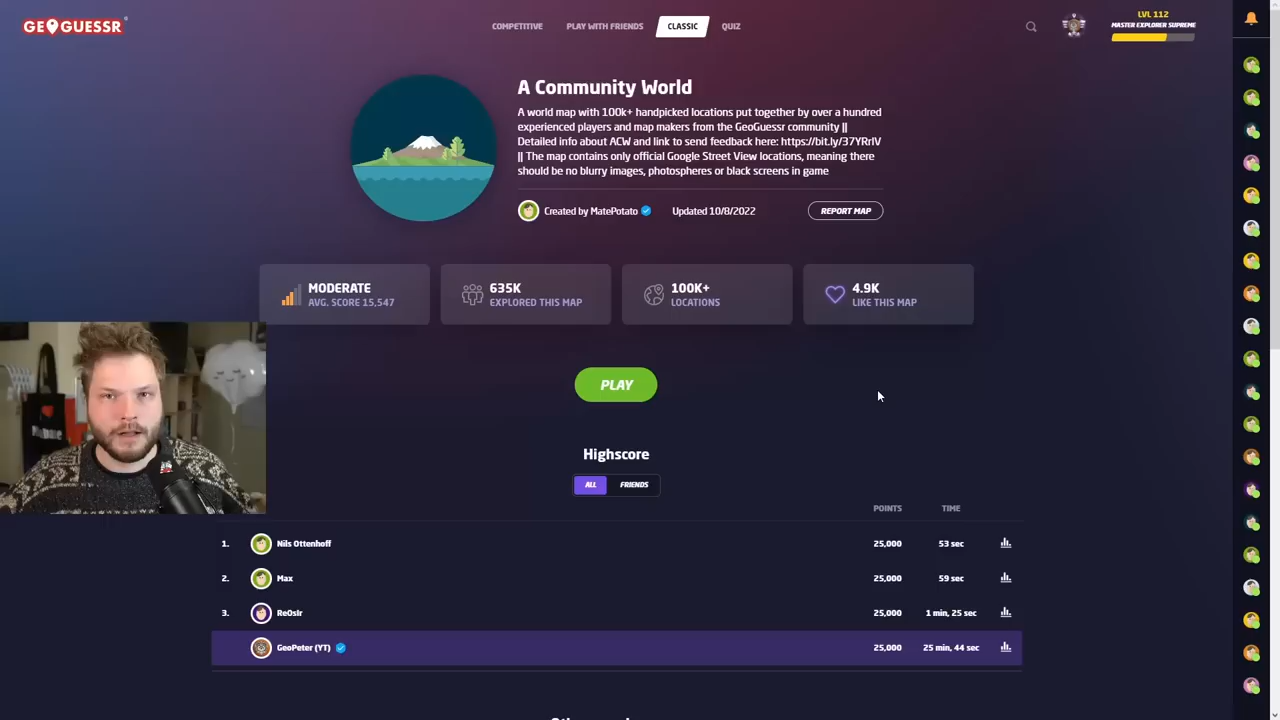 GEOGUESSR
COMPETITIVE
PLAY WITH FRIENDS
CLASSIC
QUIZ
LVL 112
MASTER EXPLORER SUPREME
A Community World
A world map with 100k+ handpicked locations put together by over a hundred
experienced players and map makers from the GeoGuessr community ||
Detailed info about ACW and link to send feedback here: https://bit.ly/37YRrIV
|| The map contains only official Google Street View locations, meaning there
should be no blurry images, photospheres or black screens in game
Created by MatePotato
Updated 10/8/2022
REPORT MAP
MODERATE
AVG. SCORE 15,547
635K
EXPLORED THIS MAP
100K+
LOCATIONS
4.9K
LIKE THIS MAP
PLAY
Highscore
ALL
FRIENDS
POINTS
TIME
1. Nils Ottenhoff 25,000 53 sec
2. Max 25,000 59 sec
3. ReOslr 25,000 1 min, 25 sec
GeoPeter (YT) 25,000 25 min, 44 sec